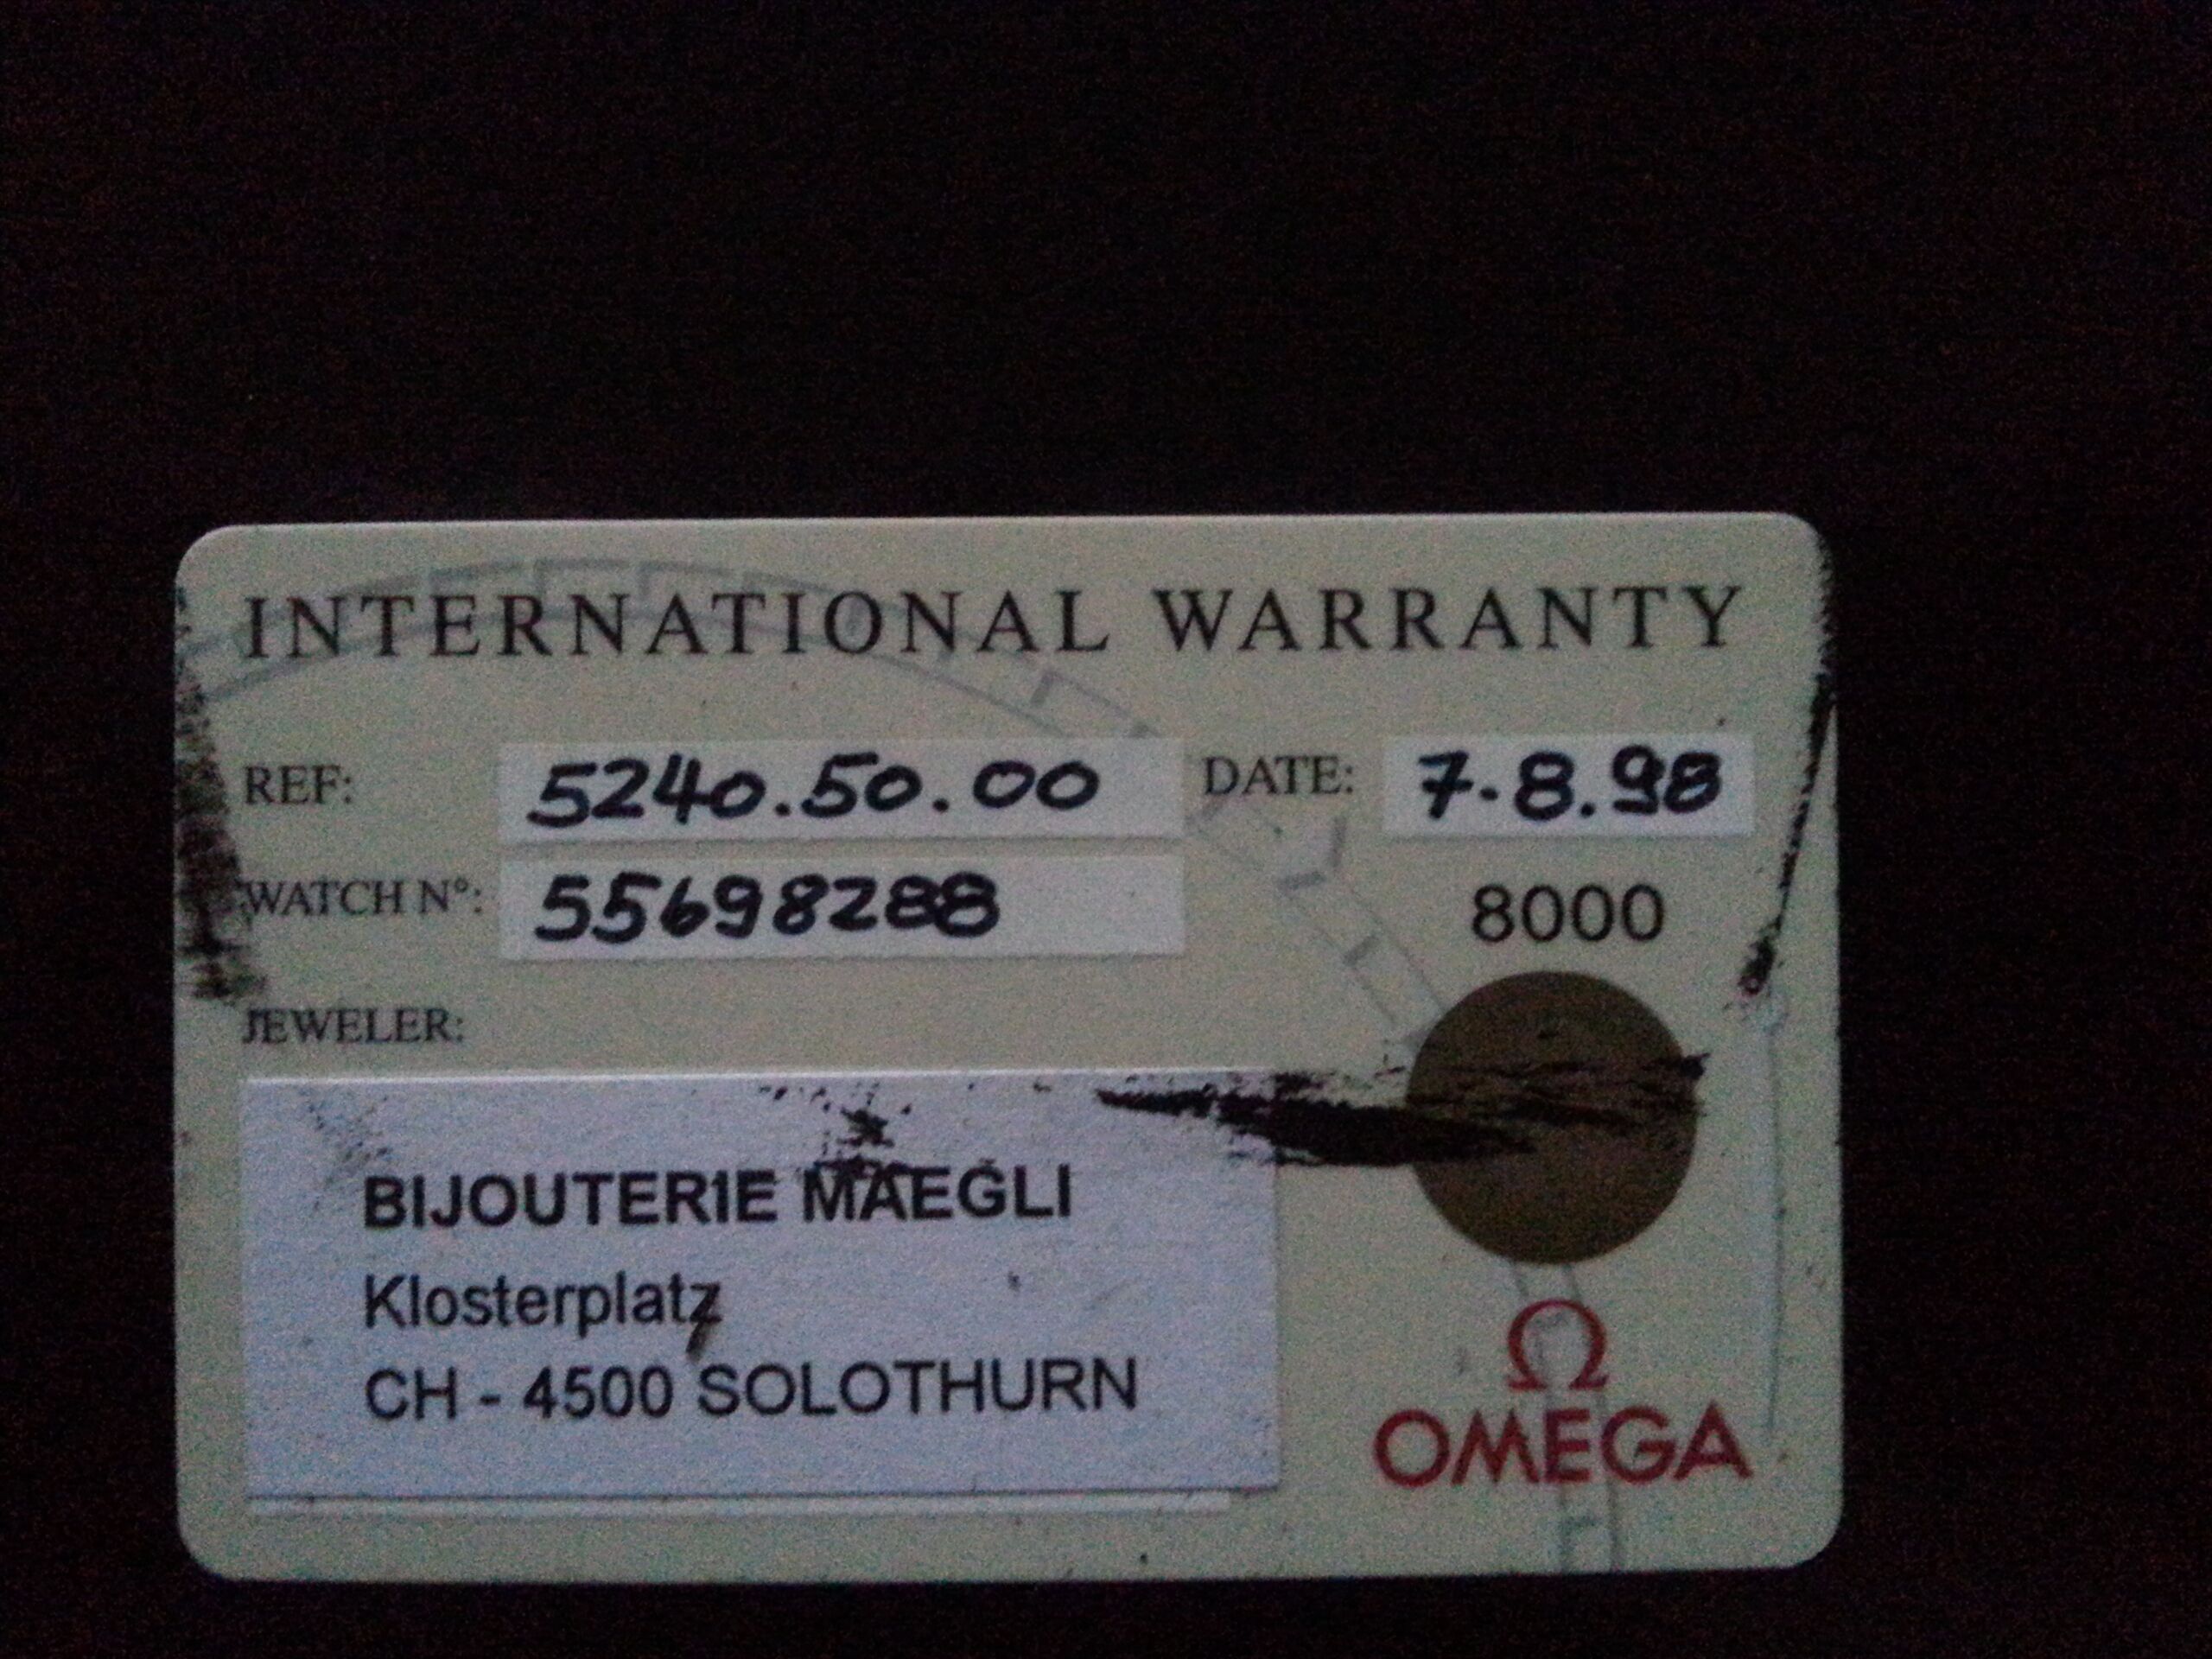 INTERNATIONAL WARRANTY
REF: 5240.50.00 DATE: 7.8.98
WATCH N°: 55698288 8000
JEWELER:
BIJOUTERIE MAEGLI
Klosterplatz
CH - 4500 SOLOTHURN
Ω
OMEGA